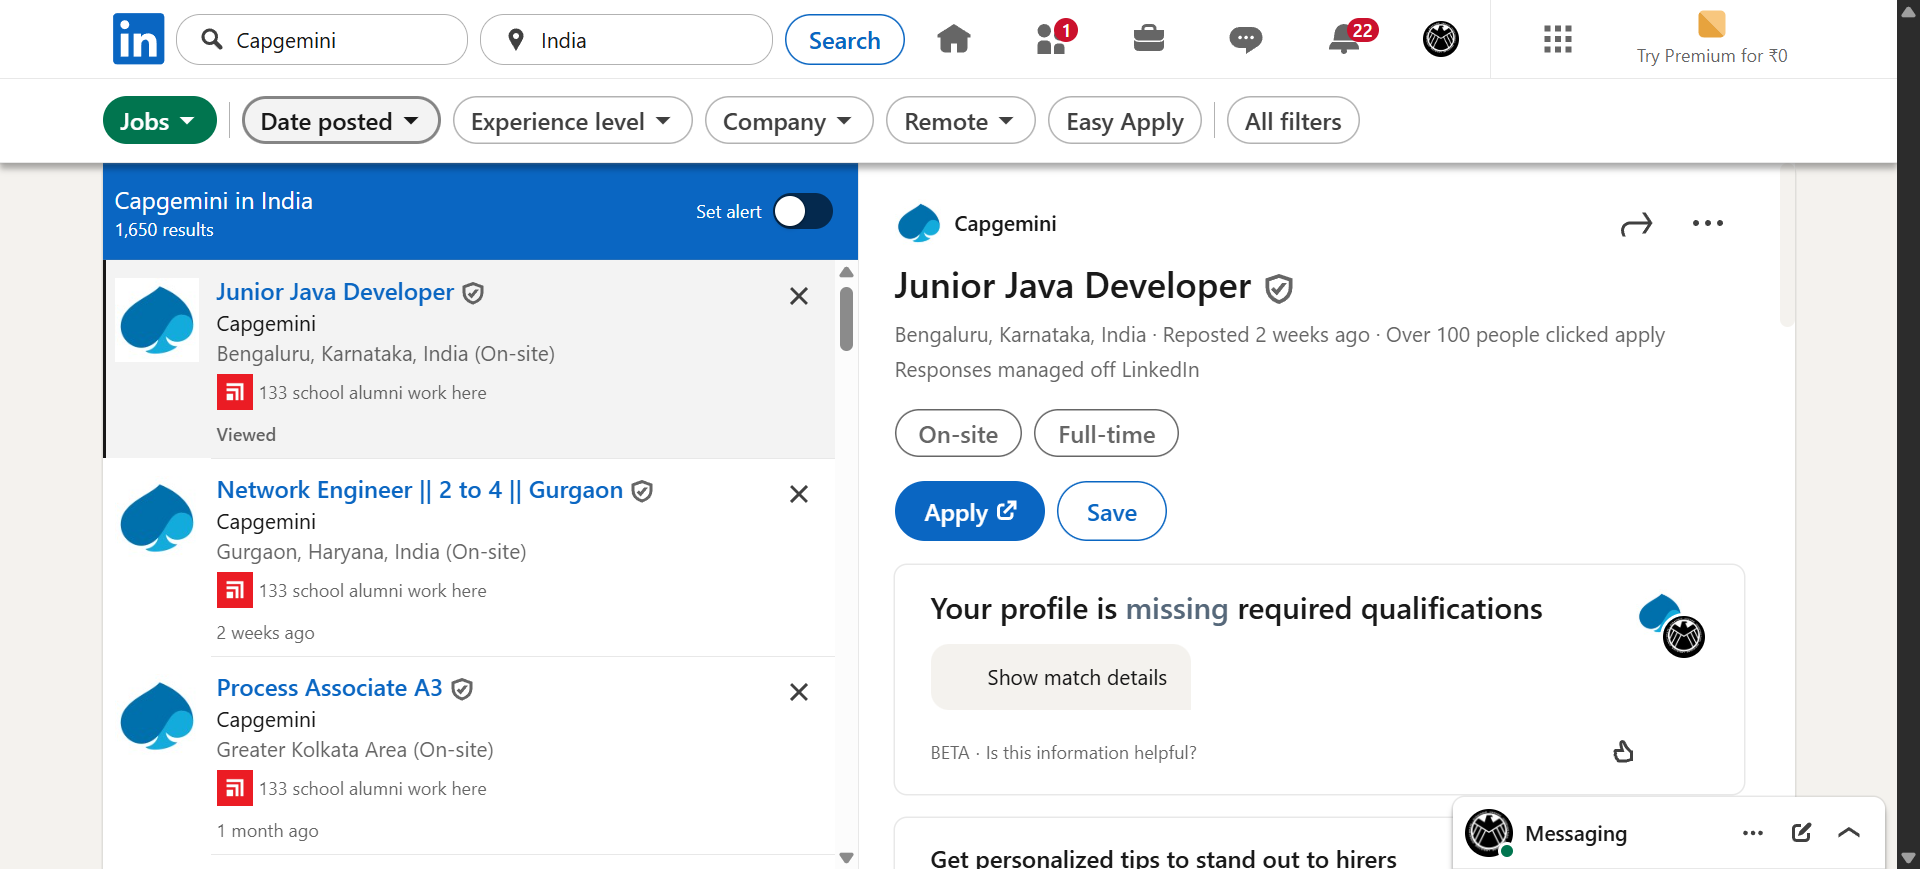 in
Capgemini
India
Search
1
22
Try Premium for ₹0
Jobs
Date posted
Experience level
Company
Remote
Easy Apply
All filters
Capgemini in India
1,650 results
Set alert
Junior Java Developer
Capgemini
Bengaluru, Karnataka, India (On-site)
133 school alumni work here
Viewed
Network Engineer || 2 to 4 || Gurgaon
Capgemini
Gurgaon, Haryana, India (On-site)
133 school alumni work here
2 weeks ago
Process Associate A3
Capgemini
Greater Kolkata Area (On-site)
133 school alumni work here
1 month ago
Capgemini
Junior Java Developer
Bengaluru, Karnataka, India · Reposted 2 weeks ago · Over 100 people clicked apply
Responses managed off LinkedIn
On-site
Full-time
Apply
Save
Your profile is missing required qualifications
Show match details
BETA · Is this information helpful?
Get personalized tips to stand out to hirers
Messaging